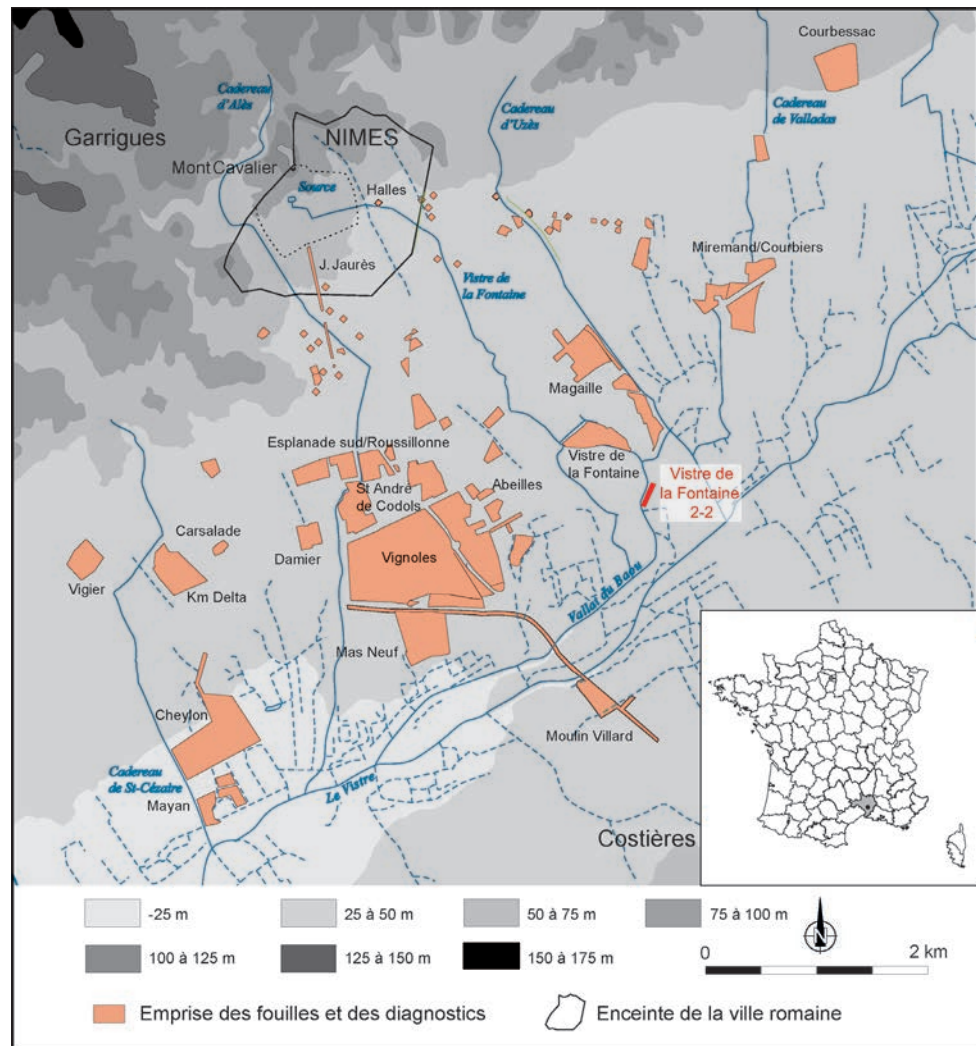 Courbessac
Cadereau
d'Alès
Cadereau
d'Uzès
Cadereau
de Valladas
Garrigues
NIMES
Mont Cavalier
Source
Halles
J. Jaurès
Vistre de
la Fontaine
Miremand/Courbiers
Magaille
Esplanade sud/Roussillonne
Vistre de
la Fontaine
Vistre de
la Fontaine
2-2
St André
de Codols
Abeilles
Carsalade
Damier
Vignoles
Vigier
Km Delta
Vallat du Baou
Mas Neuf
Cheylon
Moulin Villard
Cadereau
de St-Cézaire
Le Vistre
Mayan
Costières
-25 m
25 à 50 m
50 à 75 m
75 à 100 m
100 à 125 m
125 à 150 m
150 à 175 m
N
0
2 km
Emprise des fouilles et des diagnostics
Enceinte de la ville romaine